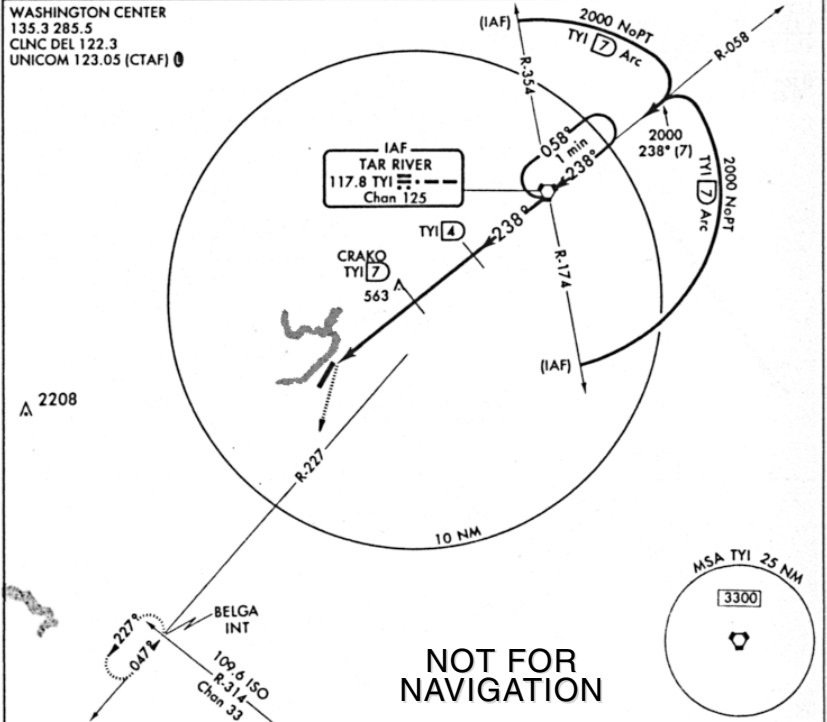 WASHINGTON CENTER
135.3 285.5
CLNC DEL 122.3
UNICOM 123.05 (CTAF) L
(IAF)
2000 NoPT
TYI 7 Arc
R-058
R-354
2000
238° (7)
058°
1 min
238°
IAF
TAR RIVER
117.8 TYI
Chan 125
2000 NoPT
TYI 7 Arc
TYI 4
238°
R-174
CRAKO
TYI 7
563
(IAF)
2208
R-227
10 NM
MSA TYI 25 NM
3300
BELGA
INT
227°
047°
109.6 ISO
R-314
Chan 33
NOT FOR
NAVIGATION